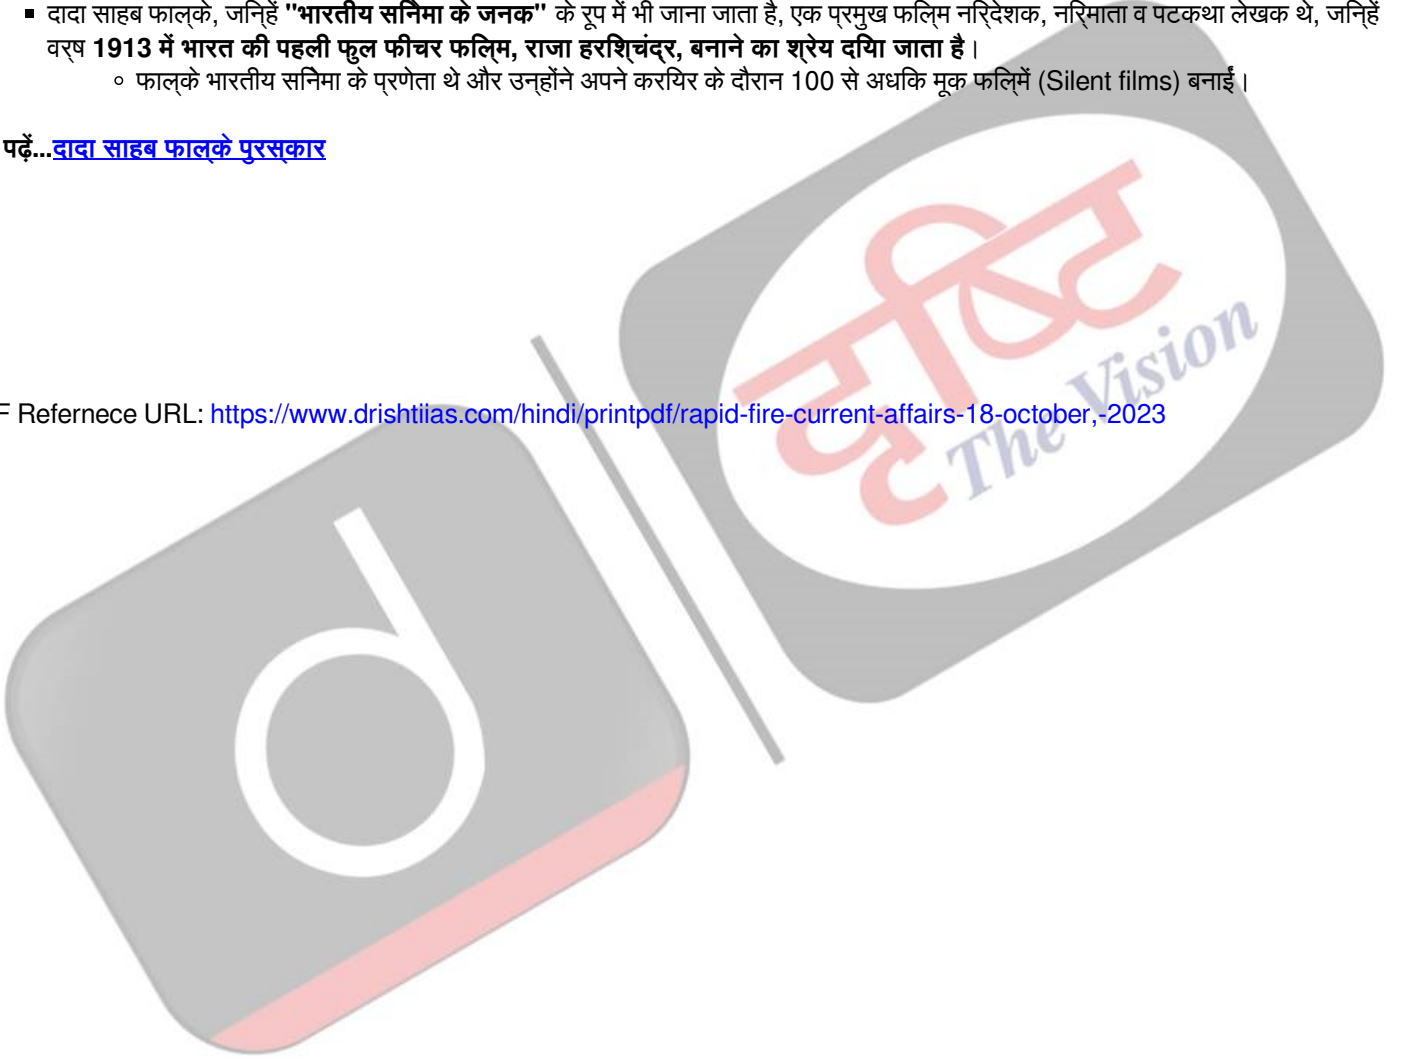 ▪ दादा साहब फाल्के, जिन्हें "भारतीय सिनेमा के जनक" के रूप में भी जाना जाता है, एक प्रमुख फिल्म निर्देशक, निर्माता व पटकथा लेखक थे, जिन्हें
वर्ष 1913 में भारत की पहली फुल फीचर फिल्म, राजा हरिश्चंद्र, बनाने का श्रेय दिया जाता है।
○ फाल्के भारतीय सिनेमा के प्रणेता थे और उन्होंने अपने करियर के दौरान 100 से अधिक मूक फिल्में (Silent films) बनाईं।
पढ़ें...दादा साहब फाल्के पुरस्कार
दृष्टि
The Vision
F Refernece URL: https://www.drishtiias.com/hindi/printpdf/rapid-fire-current-affairs-18-october,-2023
d